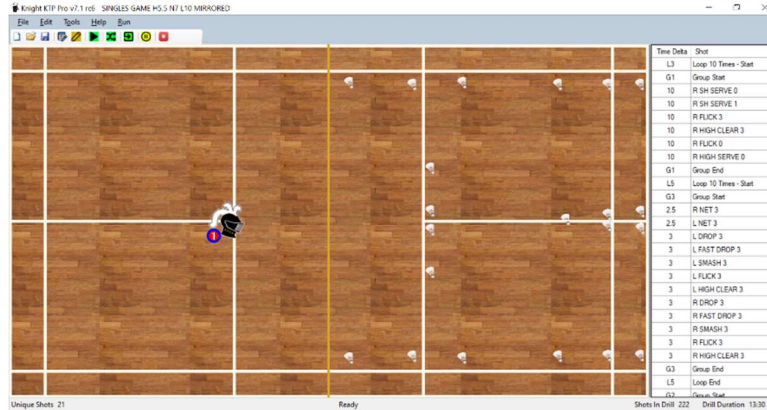 Knight KTP Pro v7.1 rc6 SINGLES GAME H5.5 N7 L10 MIRRORED
File Edit Tools Help Run
Time Delta Shot
L3 Loop 10 Times - Start
G1 Group Start
10 R SH SERVE 0
10 R SH SERVE 1
10 R FLICK 3
10 R HIGH CLEAR 3
10 R FLICK 0
10 R HIGH SERVE 0
G1 Group End
L5 Loop 10 Times - Start
G3 Group Start
2.5 R NET 3
2.5 L NET 3
3 L DROP 3
3 L FAST DROP 3
3 L SMASH 3
3 L FLICK 3
3 L HIGH CLEAR 3
3 R DROP 3
3 R FAST DROP 3
3 R SMASH 3
3 R FLICK 3
3 R HIGH CLEAR 3
G3 Group End
L5 Loop End
G2 Group Start
1
Unique Shots 21 Ready Shots In Drill 222 Drill Duration 13:30